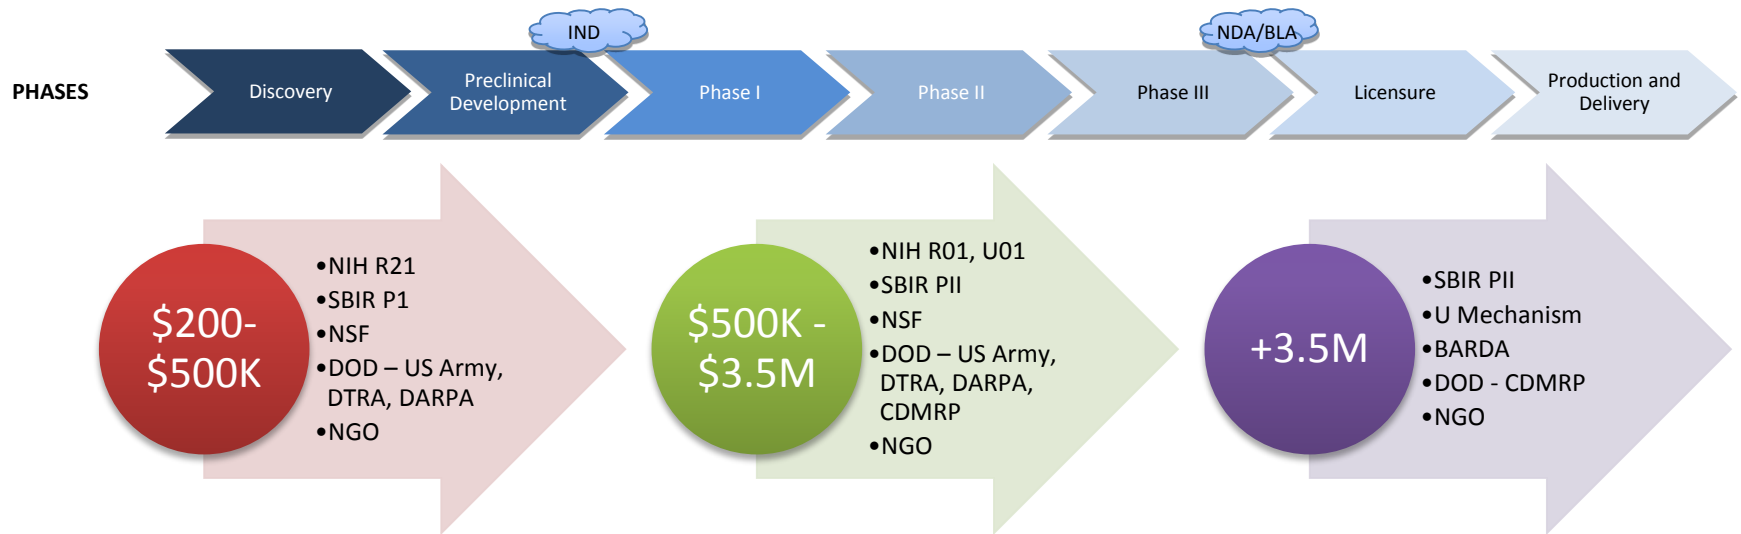 IND
NDA/BLA
PHASES
Discovery
Preclinical
Development
Phase I
Phase II
Phase III
Licensure
Production and
Delivery
$200-
$500K
•NIH R21
•SBIR P1
•NSF
•DOD – US Army,
DTRA, DARPA
•NGO
$500K -
$3.5M
•NIH R01, U01
•SBIR PII
•NSF
•DOD – US Army,
DTRA, DARPA,
CDMRP
•NGO
+3.5M
•SBIR PII
•U Mechanism
•BARDA
•DOD - CDMRP
•NGO